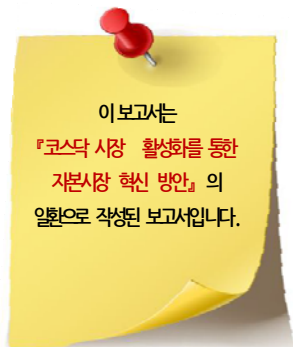 이 보고서는
『코스닥 시장 활성화를 통한
자본시장 혁신 방안』의
일환으로 작성된 보고서입니다.